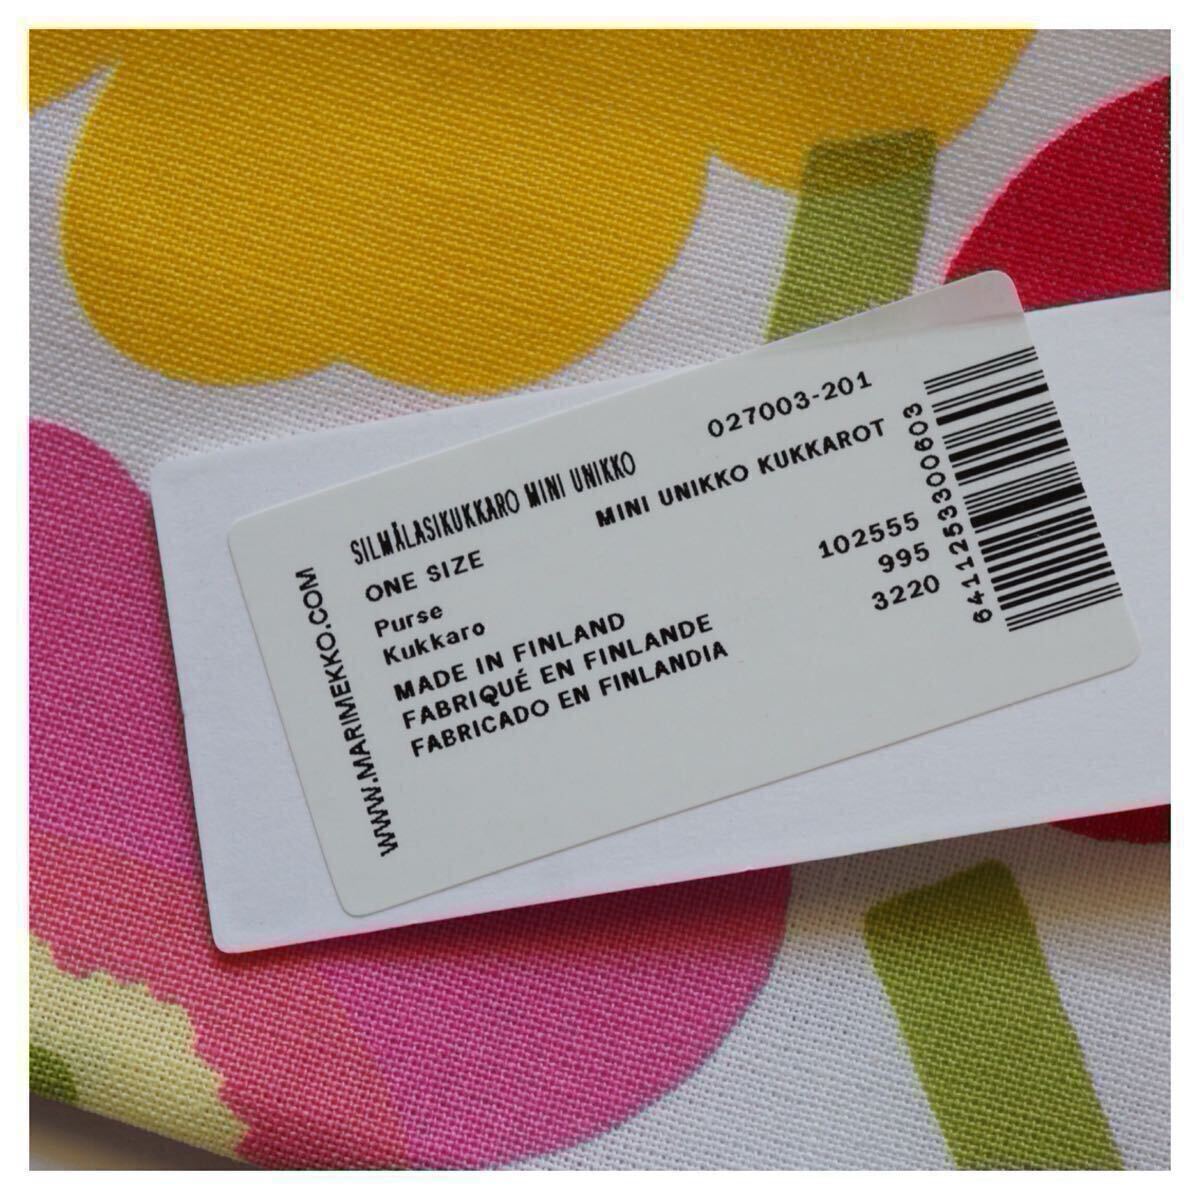 SILMÄLASIKUKKARO MINI UNIKKO
027003-201
ONE SIZE
MINI UNIKKO KUKKAROT
Purse
102555
Kukkaro
995
MADE IN FINLAND
3220
FABRIQUÉ EN FINLANDE
FABRICADO EN FINLANDIA
WWW.MARIMEKKO.COM
6411253300603